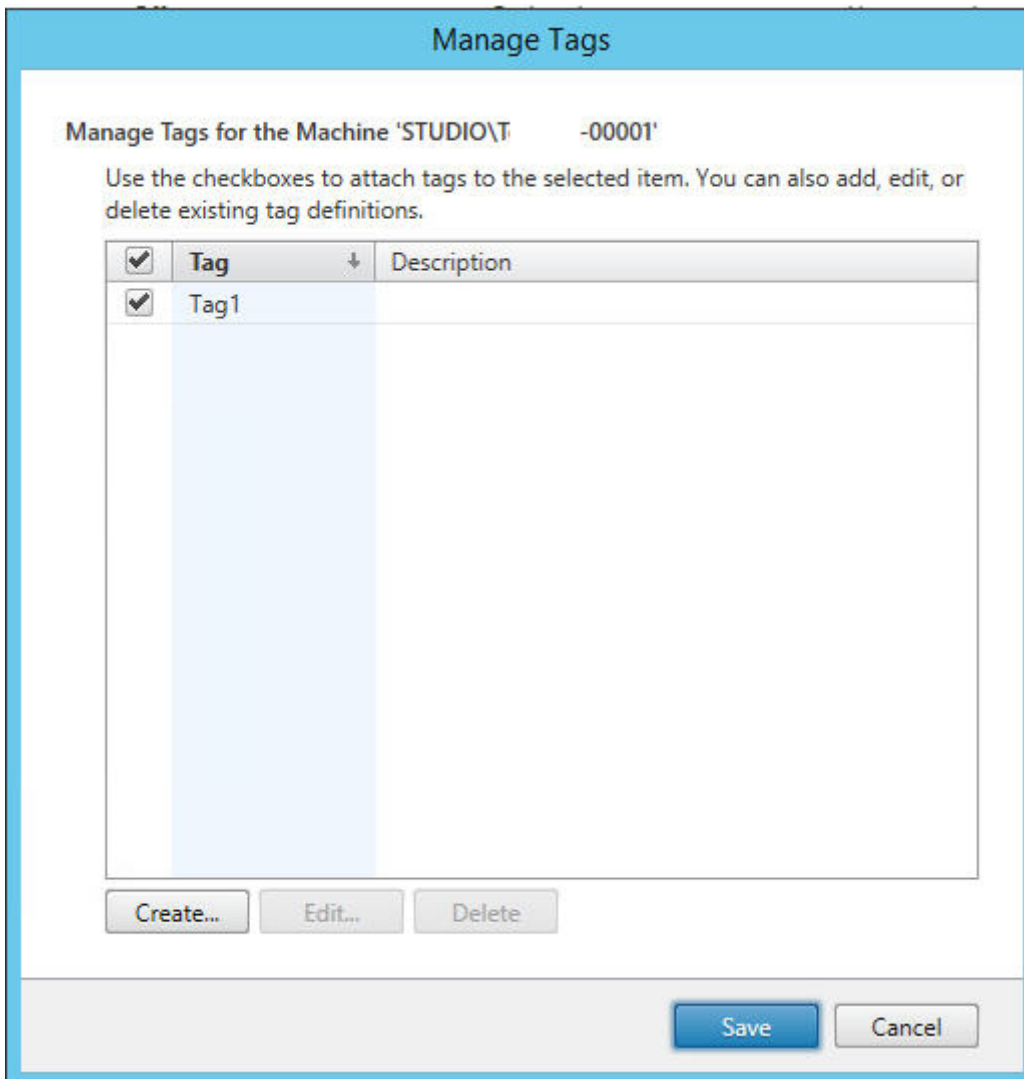 Manage Tags
Manage Tags for the Machine 'STUDIO\T -00001'
Use the checkboxes to attach tags to the selected item. You can also add, edit, or
delete existing tag definitions.
Tag Description
Tag1
Create... Edit... Delete
Save Cancel